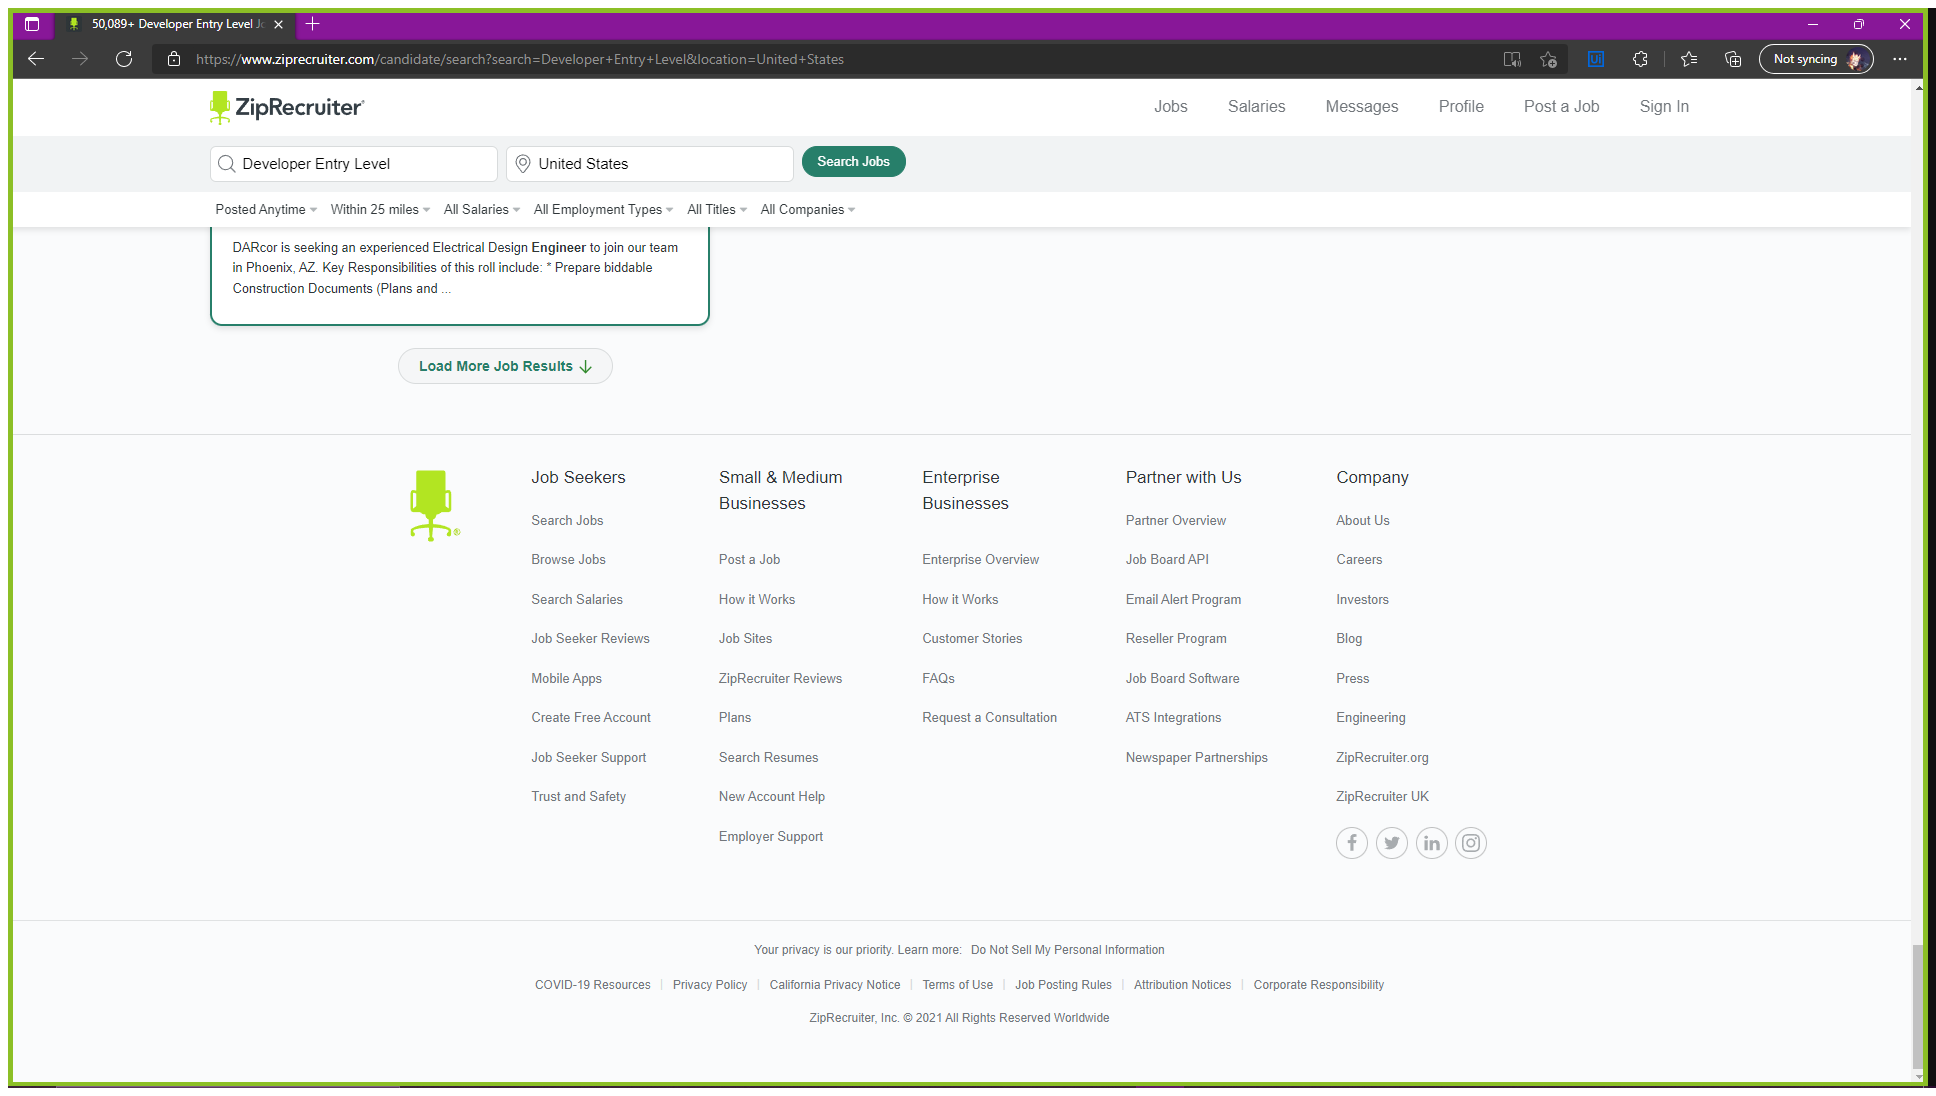 50,089+ Developer Entry Level Jo
https://www.ziprecruiter.com/candidate/search?search=Developer+Entry+Level&location=United+States
Not syncing
ZipRecruiter
Jobs
Salaries
Messages
Profile
Post a Job
Sign In
Developer Entry Level
United States
Search Jobs
Posted Anytime
Within 25 miles
All Salaries
All Employment Types
All Titles
All Companies
DARcor is seeking an experienced Electrical Design Engineer to join our team
in Phoenix, AZ. Key Responsibilities of this roll include: * Prepare biddable
Construction Documents (Plans and ...
Load More Job Results
Job Seekers
Search Jobs
Browse Jobs
Search Salaries
Job Seeker Reviews
Mobile Apps
Create Free Account
Job Seeker Support
Trust and Safety
Small & Medium
Businesses
Post a Job
How it Works
Job Sites
ZipRecruiter Reviews
Plans
Search Resumes
New Account Help
Employer Support
Enterprise
Businesses
Enterprise Overview
How it Works
Customer Stories
FAQs
Request a Consultation
Partner with Us
Partner Overview
Job Board API
Email Alert Program
Reseller Program
Job Board Software
ATS Integrations
Newspaper Partnerships
Company
About Us
Careers
Investors
Blog
Press
Engineering
ZipRecruiter.org
ZipRecruiter UK
Your privacy is our priority. Learn more: Do Not Sell My Personal Information
COVID-19 Resources | Privacy Policy | California Privacy Notice | Terms of Use | Job Posting Rules | Attribution Notices | Corporate Responsibility
ZipRecruiter, Inc. © 2021 All Rights Reserved Worldwide